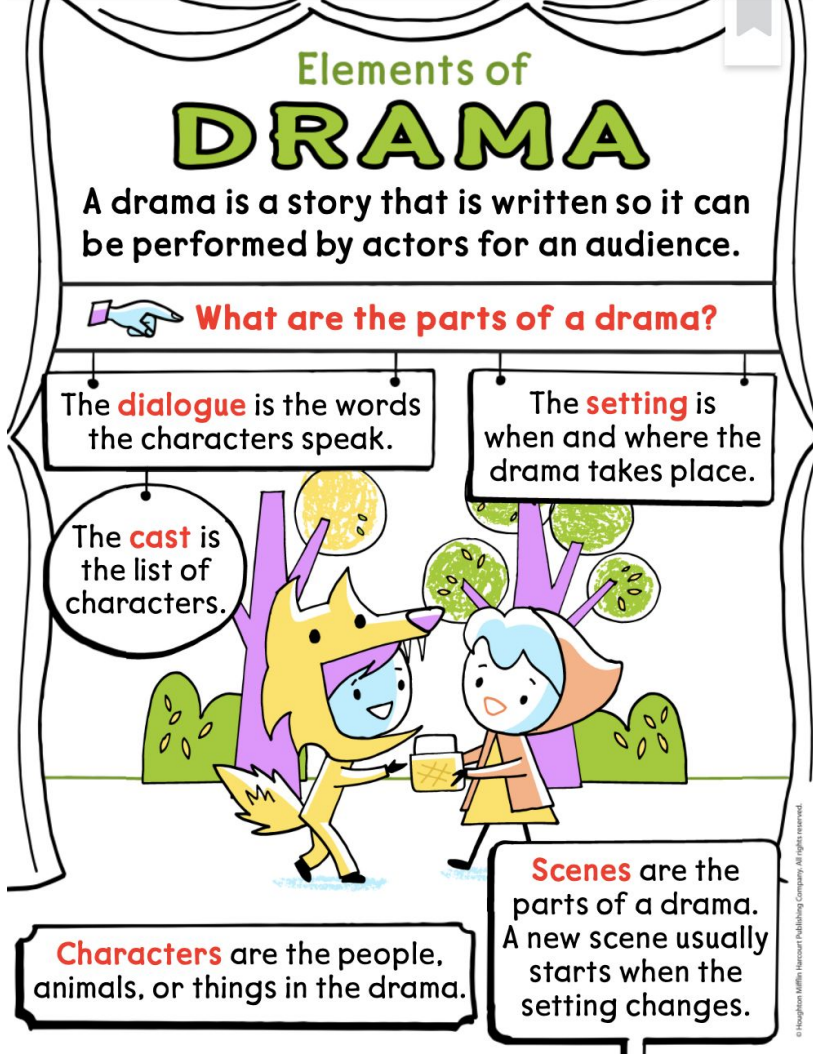 Elements of
DRAMA
A drama is a story that is written so it can
be performed by actors for an audience.
What are the parts of a drama?
The dialogue is the words
the characters speak.
The setting is
when and where the
drama takes place.
The cast is
the list of
characters.
Characters are the people,
animals, or things in the drama.
Scenes are the
parts of a drama.
A new scene usually
starts when the
setting changes.
© Houghton Mifflin Harcourt Publishing Company. All rights reserved.